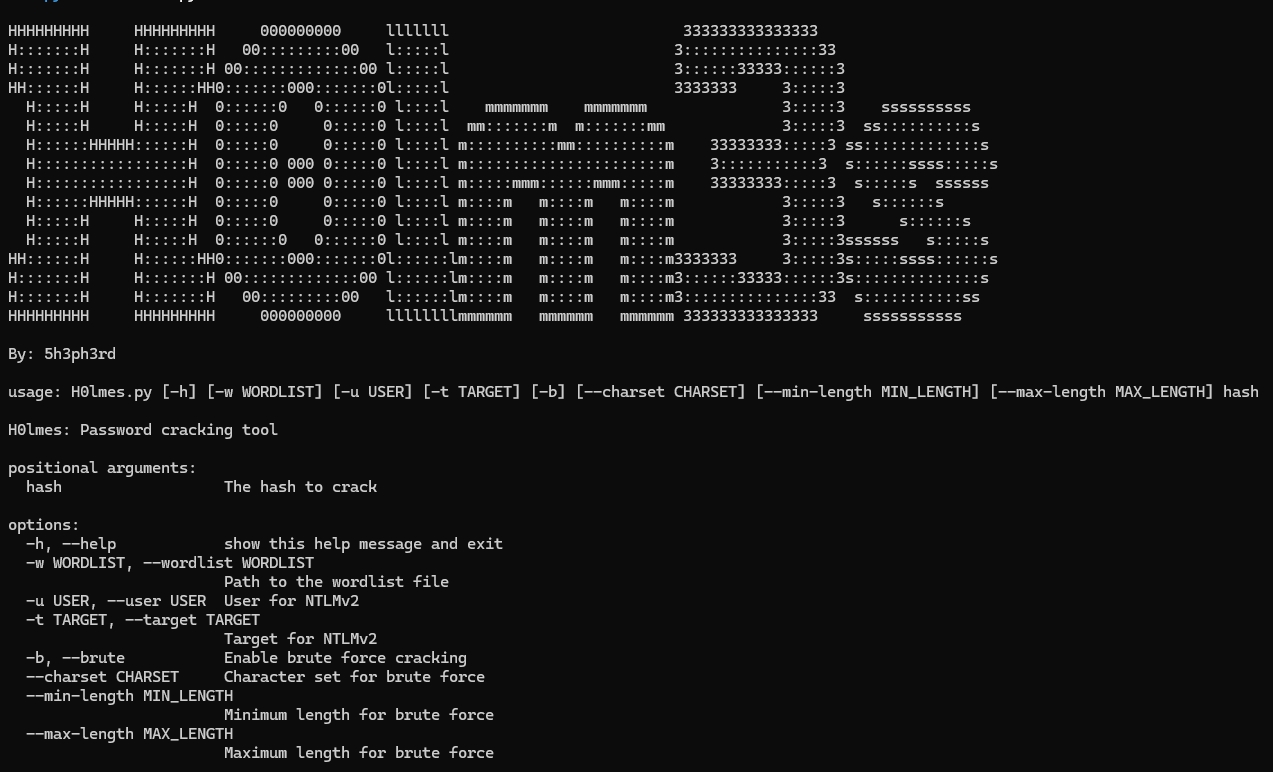 HHHHHHHHH     HHHHHHHHH     000000000     lllllll                          333333333333333
H:::::::H     H:::::::H   00:::::::::00   l:::::l                         3:::::::::::::::33
H:::::::H     H:::::::H 00:::::::::::::00 l:::::l                         3::::::33333::::::3
HH::::::H     H::::::HH0:::::::000:::::::0l:::::l                         3333333     3:::::3
  H:::::H     H:::::H  0::::::0   0::::::0 l::::l    mmmmmmm    mmmmmmm               3:::::3    ssssssssss
  H:::::H     H:::::H  0:::::0     0:::::0 l::::l  mm:::::::m  m:::::::mm             3:::::3  ss::::::::::s
  H::::::HHHHH::::::H  0:::::0     0:::::0 l::::l m::::::::::mm::::::::::m    33333333:::::3 ss:::::::::::::s
  H:::::::::::::::::H  0:::::0 000 0:::::0 l::::l m::::::::::::::::::::::m    3:::::::::::3  s::::::ssss:::::s
  H:::::::::::::::::H  0:::::0 000 0:::::0 l::::l m:::::mmm::::::mmm:::::m    33333333:::::3  s:::::s  ssssss
  H::::::HHHHH::::::H  0:::::0     0:::::0 l::::l m::::m   m::::m   m::::m            3:::::3   s::::::s
  H:::::H     H:::::H  0:::::0     0:::::0 l::::l m::::m   m::::m   m::::m            3:::::3      s::::::s
  H:::::H     H:::::H  0::::::0   0::::::0 l::::l m::::m   m::::m   m::::m            3:::::3ssssss   s:::::s
HH::::::H     H::::::HH0:::::::000:::::::0l::::::lm::::m   m::::m   m::::m3333333     3:::::3s:::::ssss::::::s
H:::::::H     H:::::::H 00:::::::::::::00 l::::::lm::::m   m::::m   m::::m3::::::33333::::::3s::::::::::::::s
H:::::::H     H:::::::H   00:::::::::00   l::::::lm::::m   m::::m   m::::m3:::::::::::::::33  s:::::::::::ss
HHHHHHHHH     HHHHHHHHH     000000000     llllllllmmmmmm   mmmmmm   mmmmmm 333333333333333     sssssssssss
By: 5h3ph3rd
usage: H0lmes.py [-h] [-w WORDLIST] [-u USER] [-t TARGET] [-b] [--charset CHARSET] [--min-length MIN_LENGTH] [--max-length MAX_LENGTH] hash
H0lmes: Password cracking tool
positional arguments:
  hash                  The hash to crack
options:
  -h, --help            show this help message and exit
  -w WORDLIST, --wordlist WORDLIST
                        Path to the wordlist file
  -u USER, --user USER  User for NTLMv2
  -t TARGET, --target TARGET
                        Target for NTLMv2
  -b, --brute           Enable brute force cracking
  --charset CHARSET     Character set for brute force
  --min-length MIN_LENGTH
                        Minimum length for brute force
  --max-length MAX_LENGTH
                        Maximum length for brute force